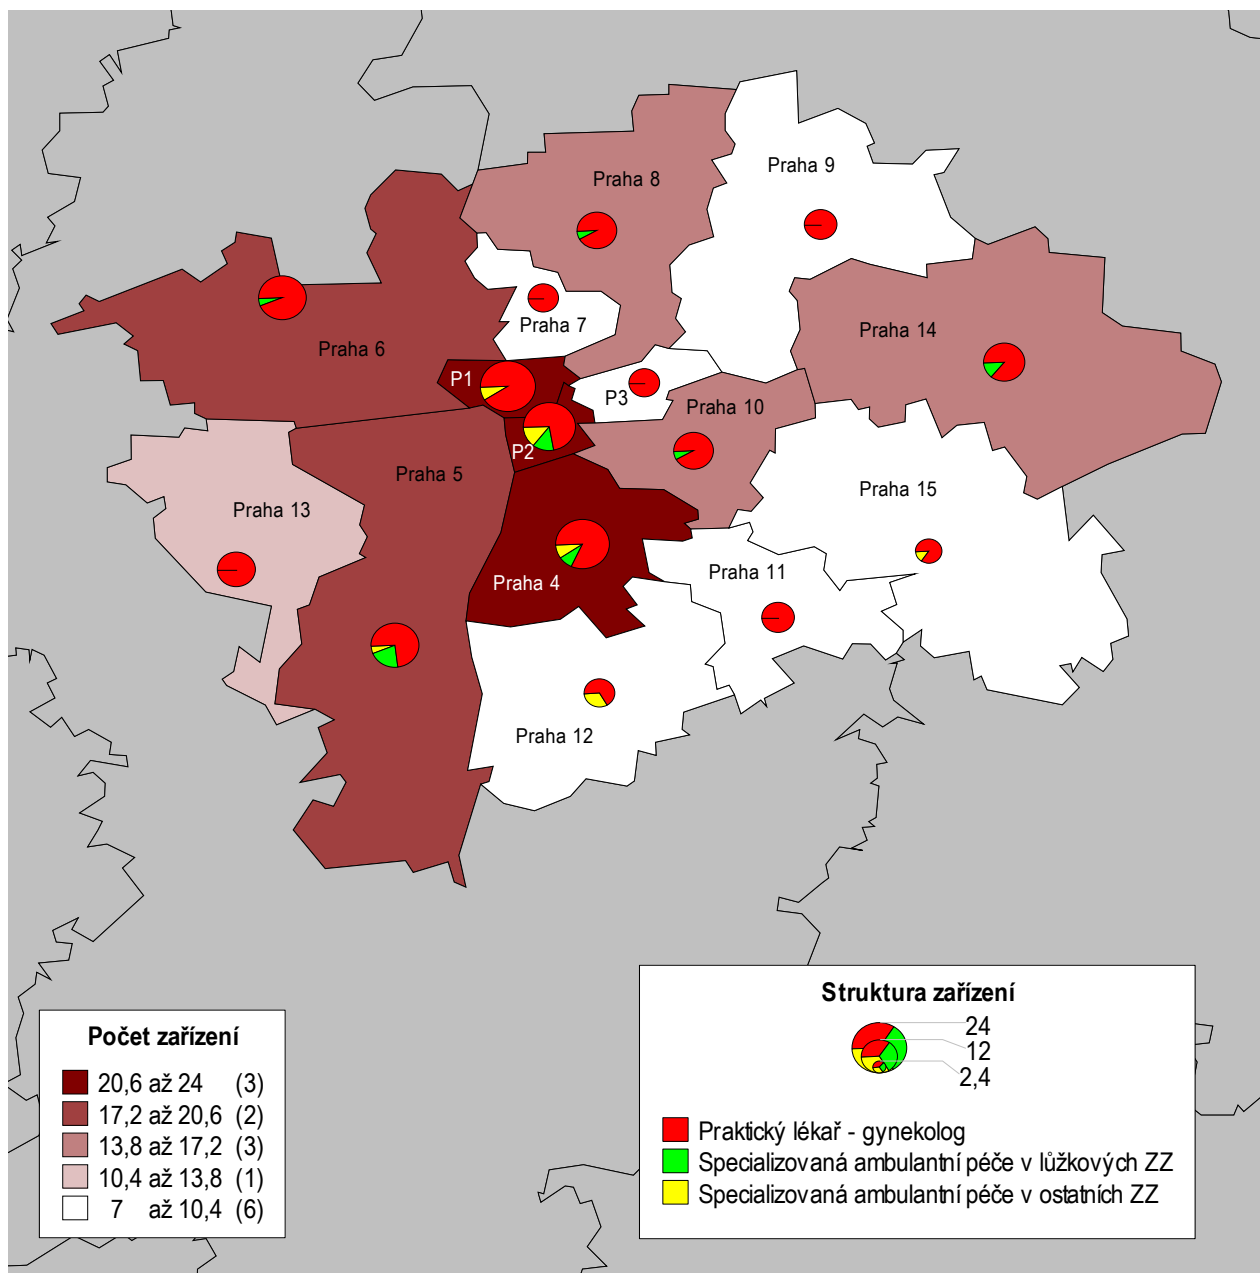 Praha 9
Praha 8
Praha 7
Praha 14
Praha 6
P1
P3
Praha 10
P2
Praha 5
Praha 15
Praha 13
Praha 11
Praha 4
Praha 12
Struktura zařízení
24
12
2,4
Praktický lékař - gynekolog
Specializovaná ambulantní péče v lůžkových ZZ
Specializovaná ambulantní péče v ostatních ZZ
Počet zařízení
20,6 až 24 (3)
17,2 až 20,6 (2)
13,8 až 17,2 (3)
10,4 až 13,8 (1)
7 až 10,4 (6)